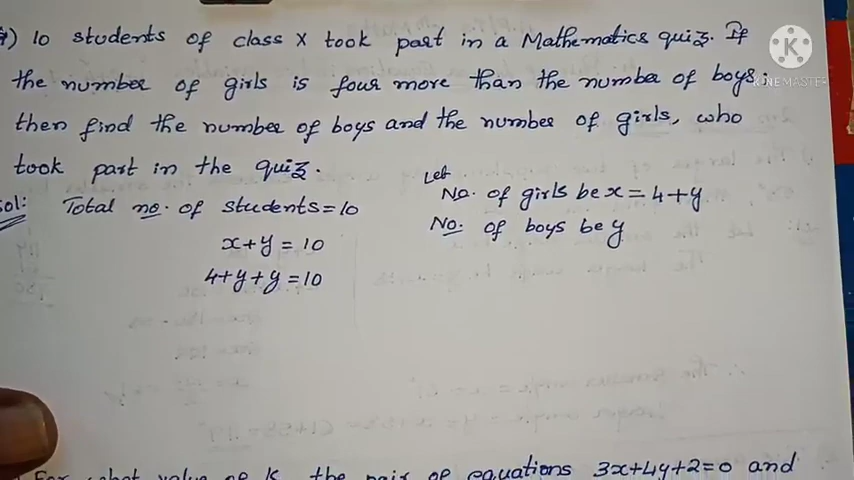 10 students of class X took part in a Mathematics quiz. If
the number of girls is four more than the number of boys.
then find the number of boys and the number of girls, who
took part in the quiz.
Sol: Total no. of students = 10
x+y = 10
4+y+y = 10
Let
No. of girls be x = 4+y
No. of boys be y
For what value of K, the pair of equations 3x+4y+2=0 and
KINEMASTER